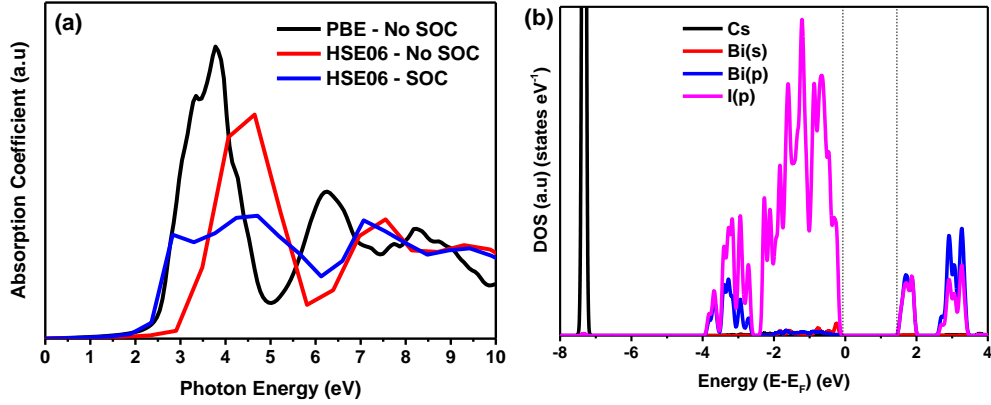 (a)
PBE - No SOC
HSE06 - No SOC
HSE06 - SOC
Absorption Coefficient (a.u)
0 1 2 3 4 5 6 7 8 9 10
Photon Energy (eV)
(b)
Cs
Bi(s)
Bi(p)
I(p)
DOS (a.u) (states eV⁻¹)
-8 -6 -4 -2 0 2 4
Energy (E-E_F) (eV)